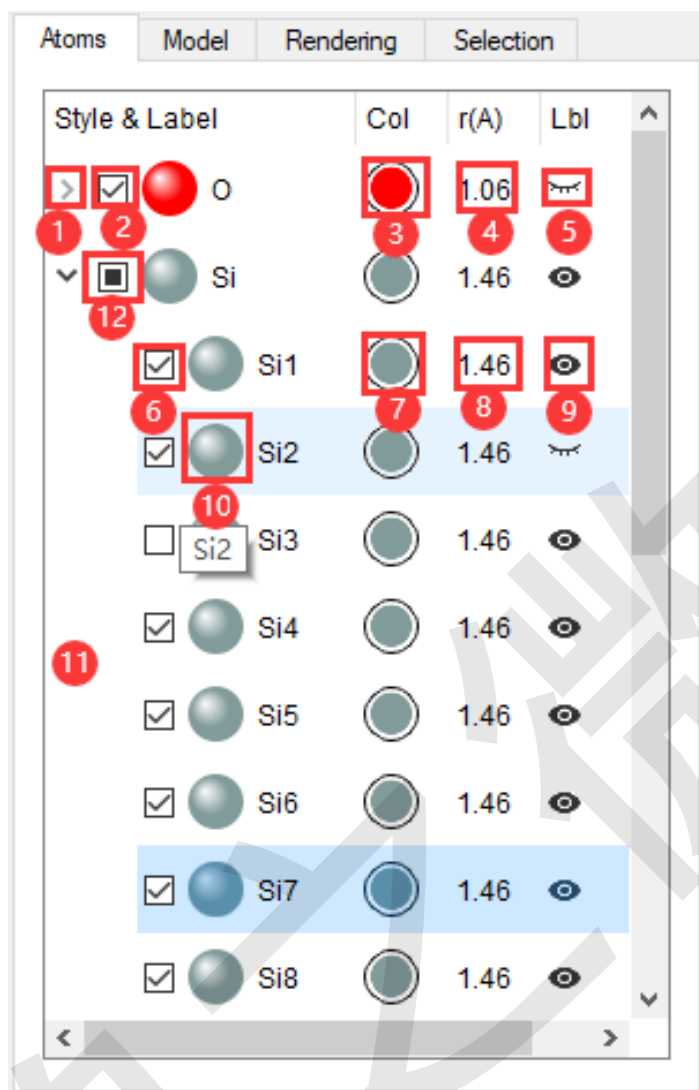 Atoms Model Rendering Selection
Style & Label Col r(A) Lbl
O 1.06
1 2 3 4 5
Si 1.46
12
Si1 1.46
6 7 8 9
Si2 1.46
10
Si2
Si3 1.46
Si4 1.46
11
Si5 1.46
Si6 1.46
Si7 1.46
Si8 1.46